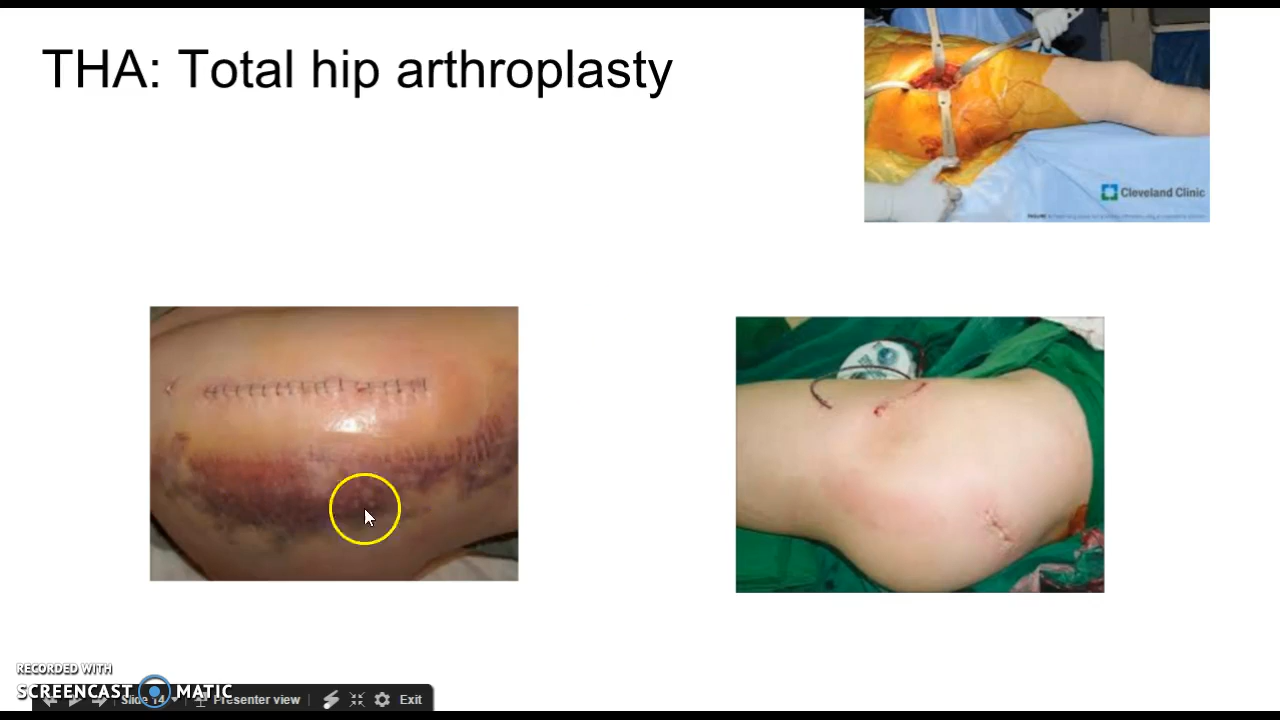 THA: Total hip arthroplasty
Cleveland Clinic
RECORDED WITH
SCREENCAST MATIC
Slide 14
Presenter view
Exit